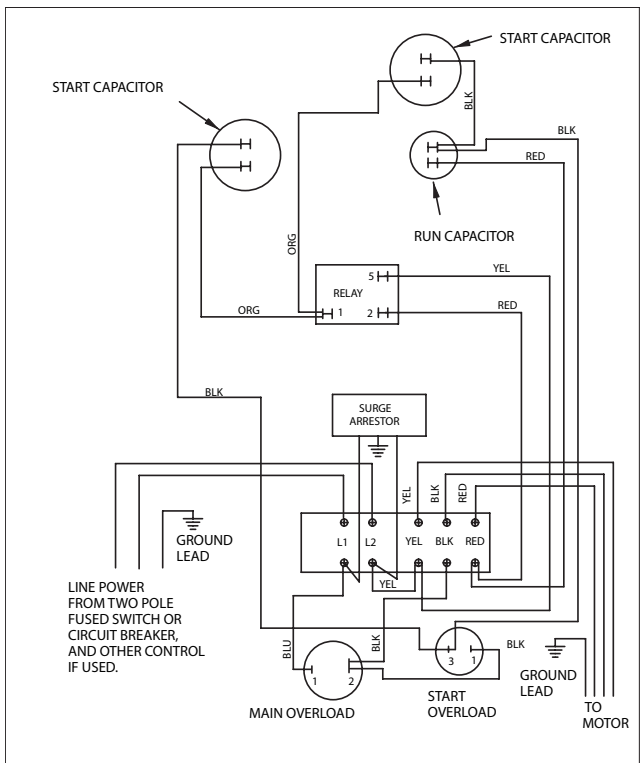 START CAPACITOR
START CAPACITOR
BLK
BLK
RED
RUN CAPACITOR
ORG
5
YEL
RELAY
ORG
1
2
RED
BLK
SURGE
ARRESTOR
YEL
BLK
RED
GROUND
LEAD
L1
L2
YEL
BLK
RED
YEL
LINE POWER
FROM TWO POLE
FUSED SWITCH OR
CIRCUIT BREAKER,
AND OTHER CONTROL
IF USED.
BLU
BLK
1
2
MAIN OVERLOAD
3
1
BLK
START
OVERLOAD
GROUND
LEAD
TO
MOTOR